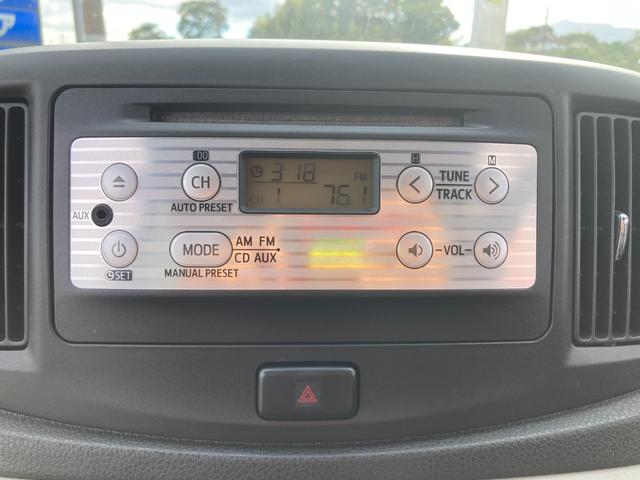 :00
H
M
3 18
FM
CH
1
76.1
CH
AUTO PRESET
TUNE
TRACK
AUX
MODE
AM FM
CD AUX
MANUAL PRESET
-VOL-
SET